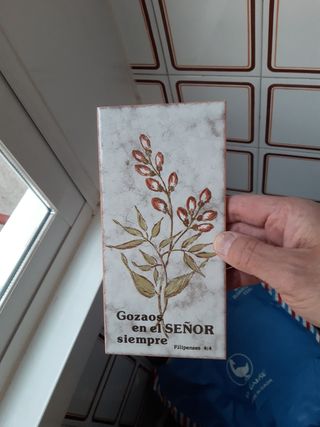 Gozaos
en el SEÑOR
siempre
Filipenses 4:4